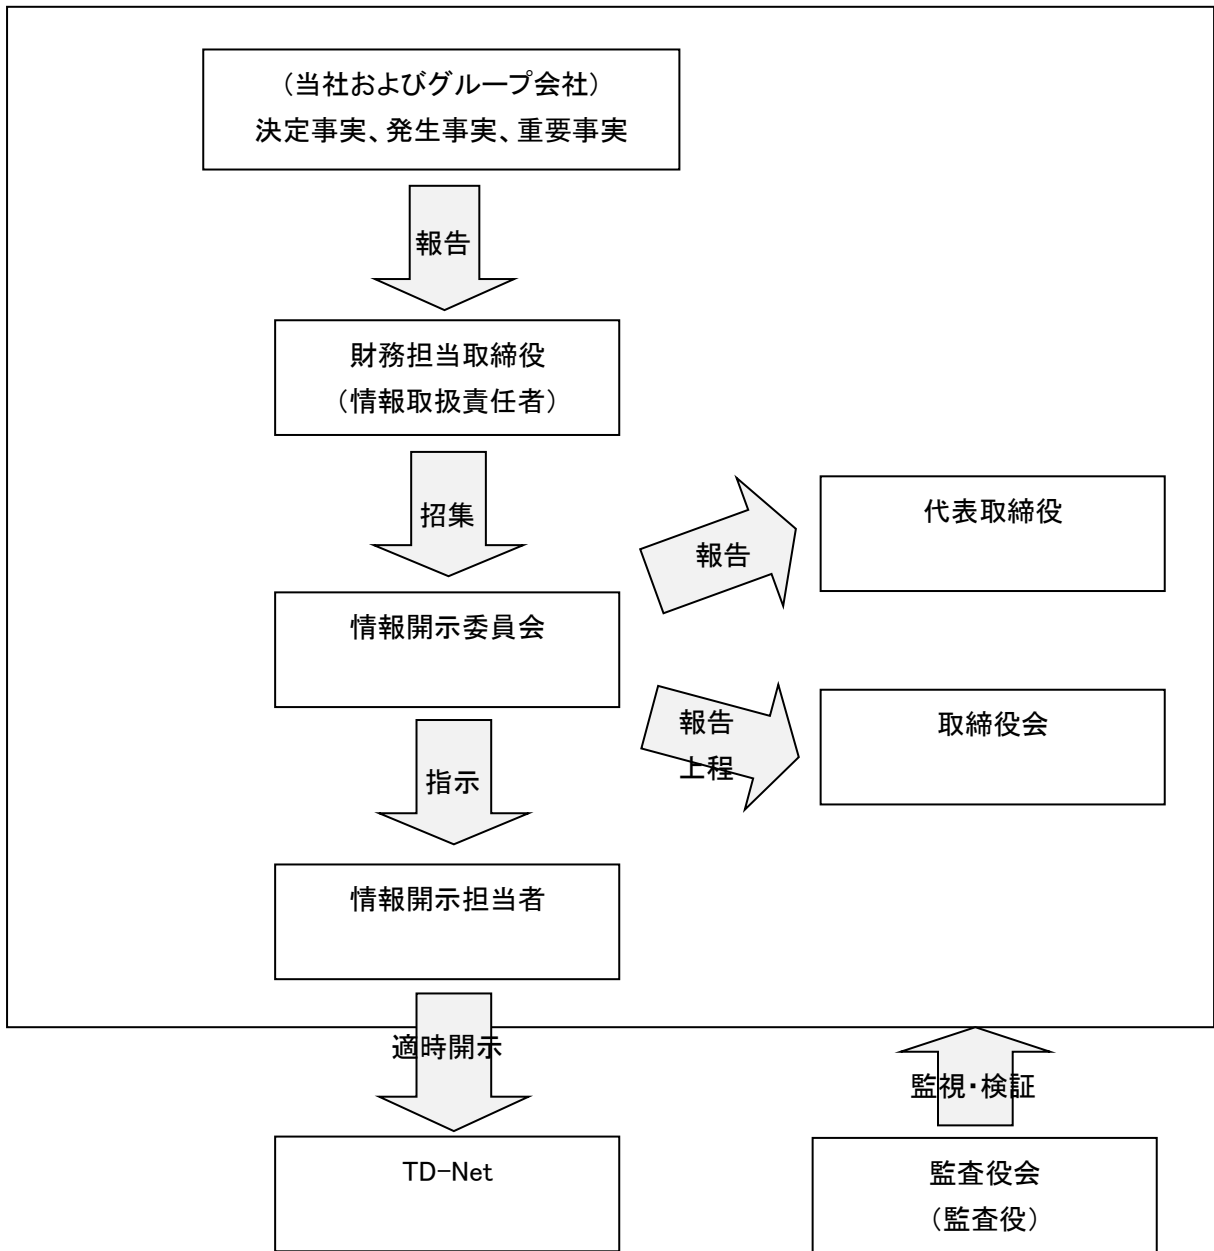 （当社およびグループ会社）
決定事実、発生事実、重要事実
報告
財務担当取締役
（情報取扱責任者）
招集
報告
代表取締役
情報開示委員会
報告
上程
取締役会
指示
情報開示担当者
適時開示
監視・検証
TD-Net
監査役会
（監査役）